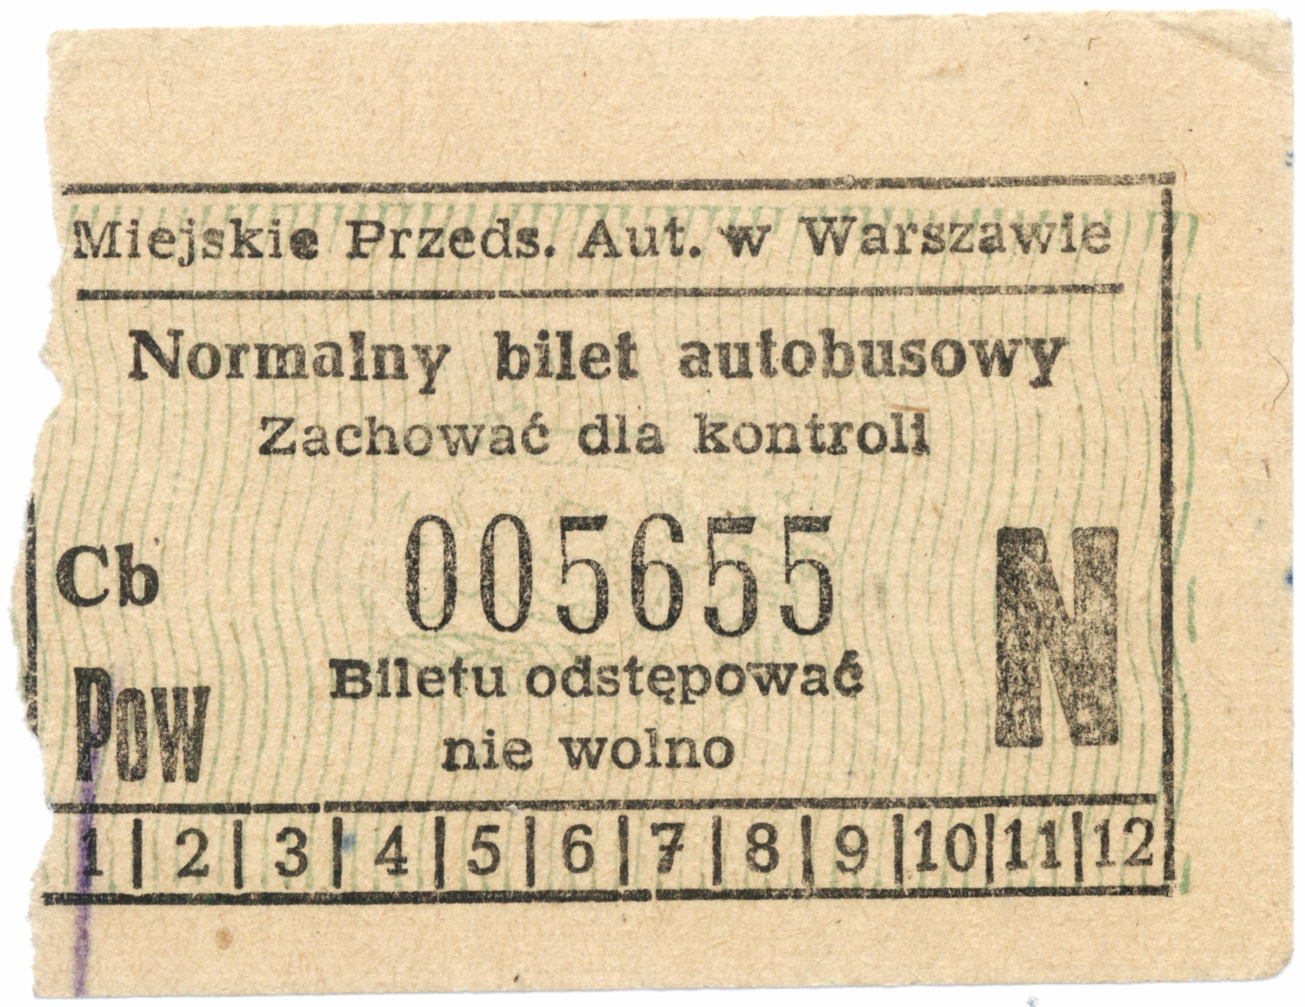 Miejskie Przeds. Aut. w Warszawie
Normalny bilet autobusowy
Zachować dla kontroli
Cb 005655 N
Pow
Biletu odstępować
nie wolno
1|2|3|4|5|6|7|8|9|10|11|12